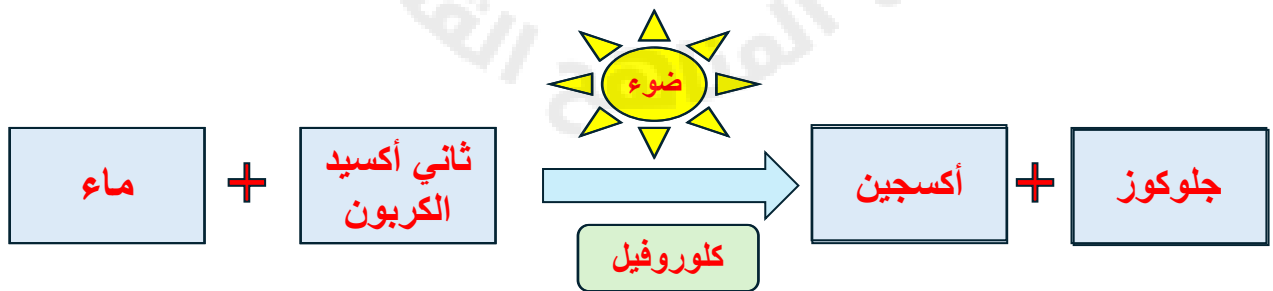 ضوء
ماء + ثاني أكسيد الكربون
أكسجين + جلوكوز
كلوروفيل